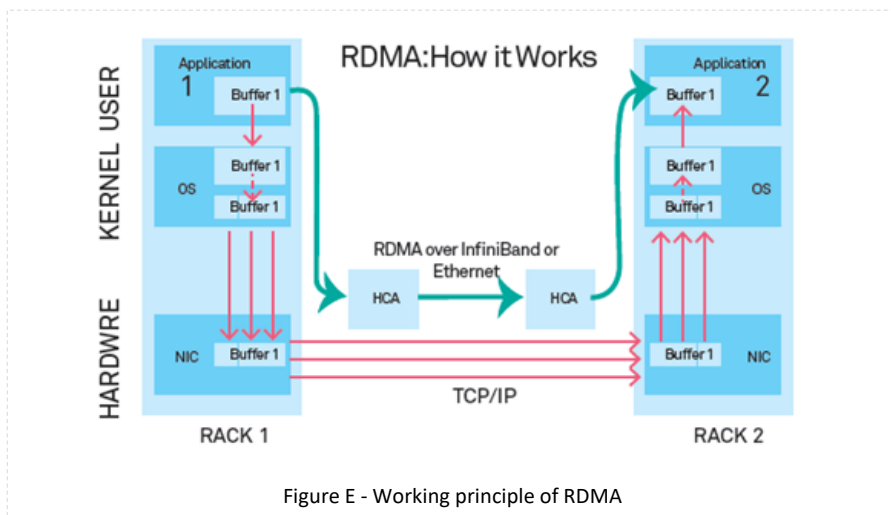 RDMA:How it Works
USER
KERNEL
HARDWRE
Application
1
Buffer 1
OS
Buffer 1
Buffer 1
NIC
Buffer 1
RACK 1
RDMA over InfiniBand or
Ethernet
HCA
HCA
TCP/IP
Application
2
Buffer 1
Buffer 1
OS
Buffer 1
Buffer 1
NIC
RACK 2
Figure E - Working principle of RDMA